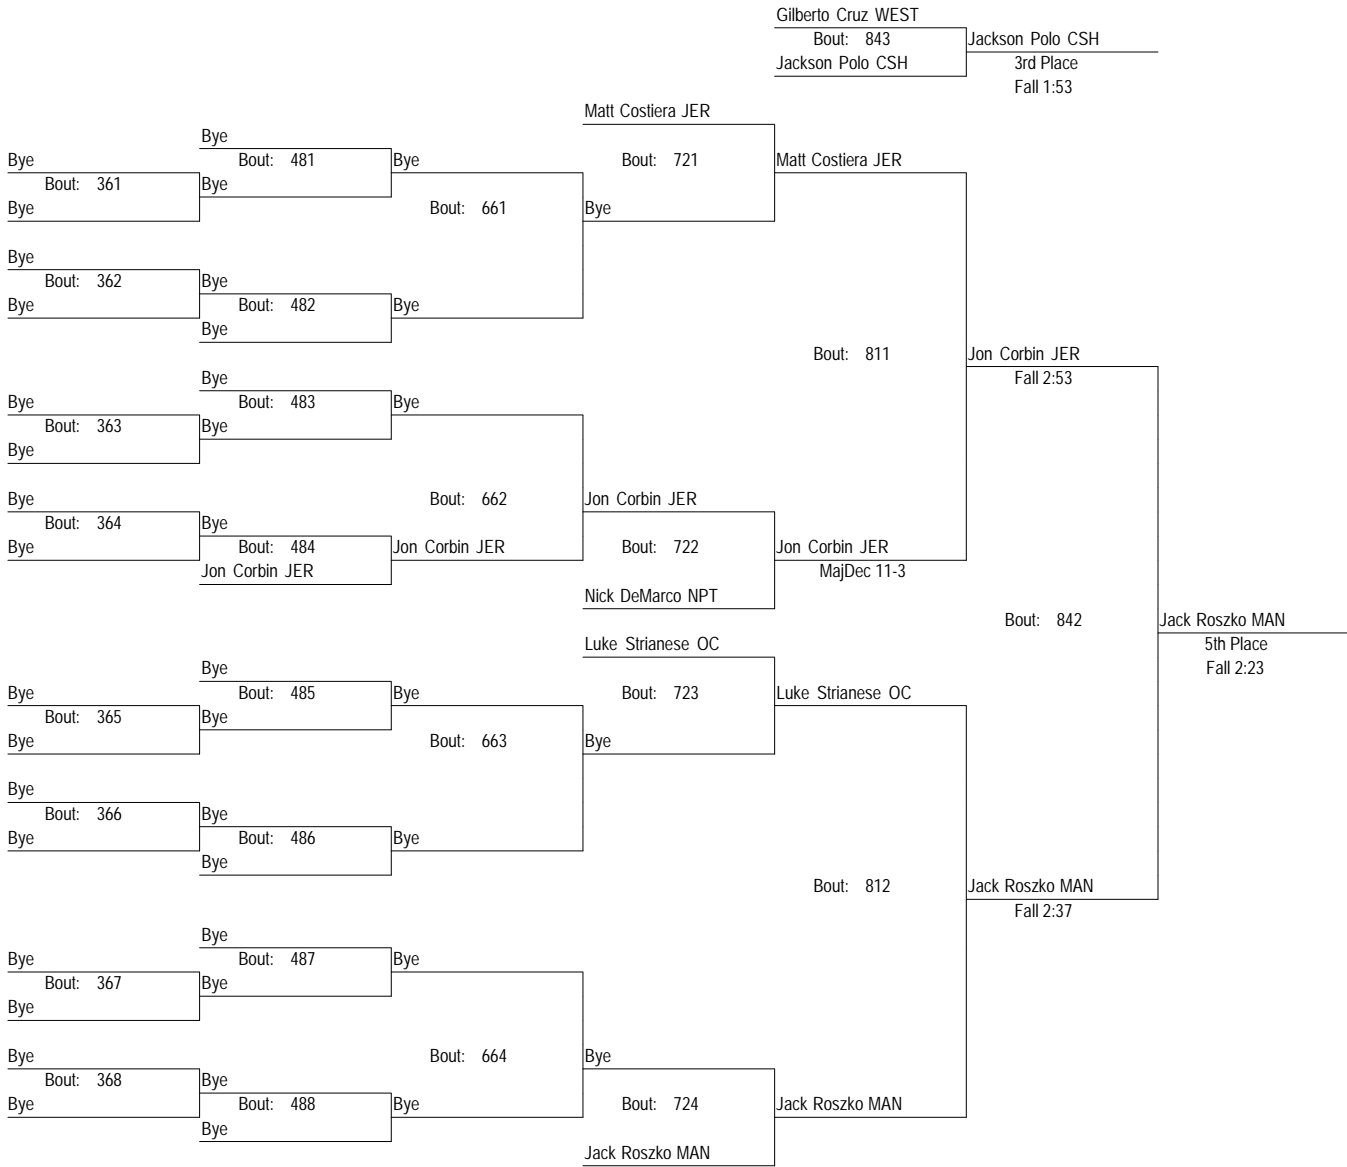 Gilberto Cruz WEST
Bout: 843
Jackson Polo CSH
Jackson Polo CSH
3rd Place
Fall 1:53
Matt Costiera JER
Bye
Bye
Bout: 481
Bye
Bout: 721
Matt Costiera JER
Bout: 361
Bye
Bye
Bout: 661
Bye
Bye
Bout: 362
Bye
Bye
Bout: 482
Bye
Bye
Bout: 811
Jon Corbin JER
Fall 2:53
Bye
Bye
Bout: 483
Bye
Bout: 363
Bye
Bye
Bye
Bout: 662
Jon Corbin JER
Bout: 364
Bye
Bye
Bout: 484
Jon Corbin JER
Bout: 722
Jon Corbin JER
Jon Corbin JER
MajDec 11-3
Nick DeMarco NPT
Bout: 842
Jack Roszko MAN
5th Place
Fall 2:23
Luke Strianese OC
Bye
Bye
Bout: 485
Bye
Bout: 723
Luke Strianese OC
Bout: 365
Bye
Bye
Bout: 663
Bye
Bye
Bout: 366
Bye
Bye
Bout: 486
Bye
Bye
Bout: 812
Jack Roszko MAN
Fall 2:37
Bye
Bye
Bout: 487
Bye
Bout: 367
Bye
Bye
Bye
Bout: 664
Bye
Bout: 368
Bye
Bye
Bout: 488
Bye
Bout: 724
Jack Roszko MAN
Bye
Jack Roszko MAN